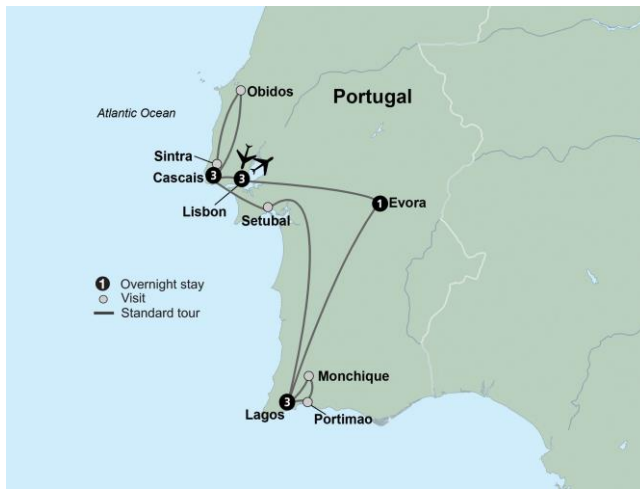 Obidos
Portugal
Atlantic Ocean
Sintra
Cascais
3
3
Lisbon
1
Evora
Setubal
1
Overnight stay
Visit
Standard tour
Monchique
Lagos
3
Portimao